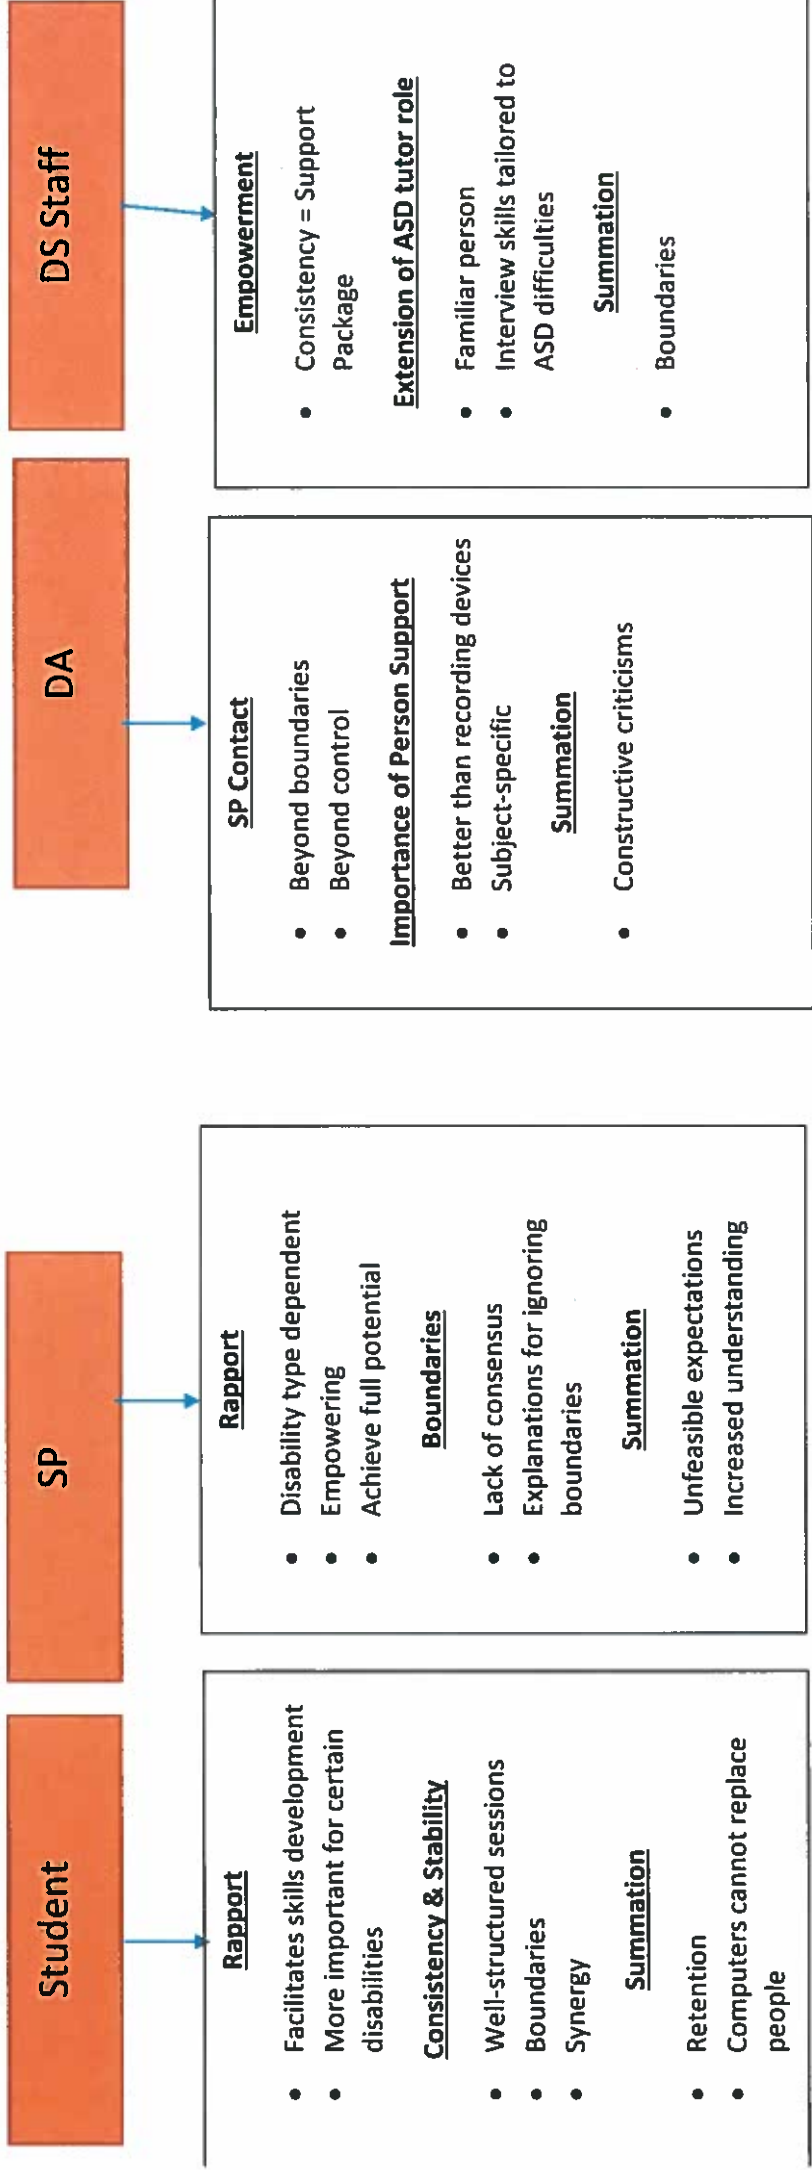 Student
Rapport
• Facilitates skills development
• More important for certain
disabilities
Consistency & Stability
• Well-structured sessions
• Boundaries
• Synergy
Summation
• Retention
• Computers cannot replace
people
SP
Rapport
• Disability type dependent
• Empowering
• Achieve full potential
Boundaries
• Lack of consensus
• Explanations for ignoring
boundaries
Summation
• Unfeasible expectations
• Increased understanding
DA
SP Contact
• Beyond boundaries
• Beyond control
Importance of Person Support
• Better than recording devices
• Subject-specific
Summation
• Constructive criticisms
DS Staff
Empowerment
• Consistency = Support
Package
Extension of ASD tutor role
• Familiar person
• Interview skills tailored to
ASD difficulties
Summation
• Boundaries